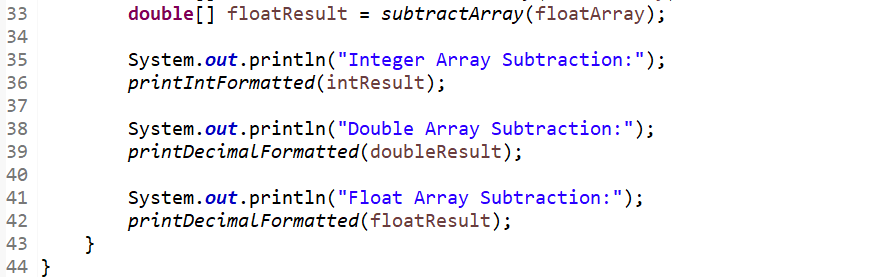 33 double[] floatResult = subtractArray(floatArray);
34
35 System.out.println("Integer Array Subtraction:");
36 printIntFormatted(intResult);
37
38 System.out.println("Double Array Subtraction:");
39 printDecimalFormatted(doubleResult);
40
41 System.out.println("Float Array Subtraction:");
42 printDecimalFormatted(floatResult);
43 }
44 }